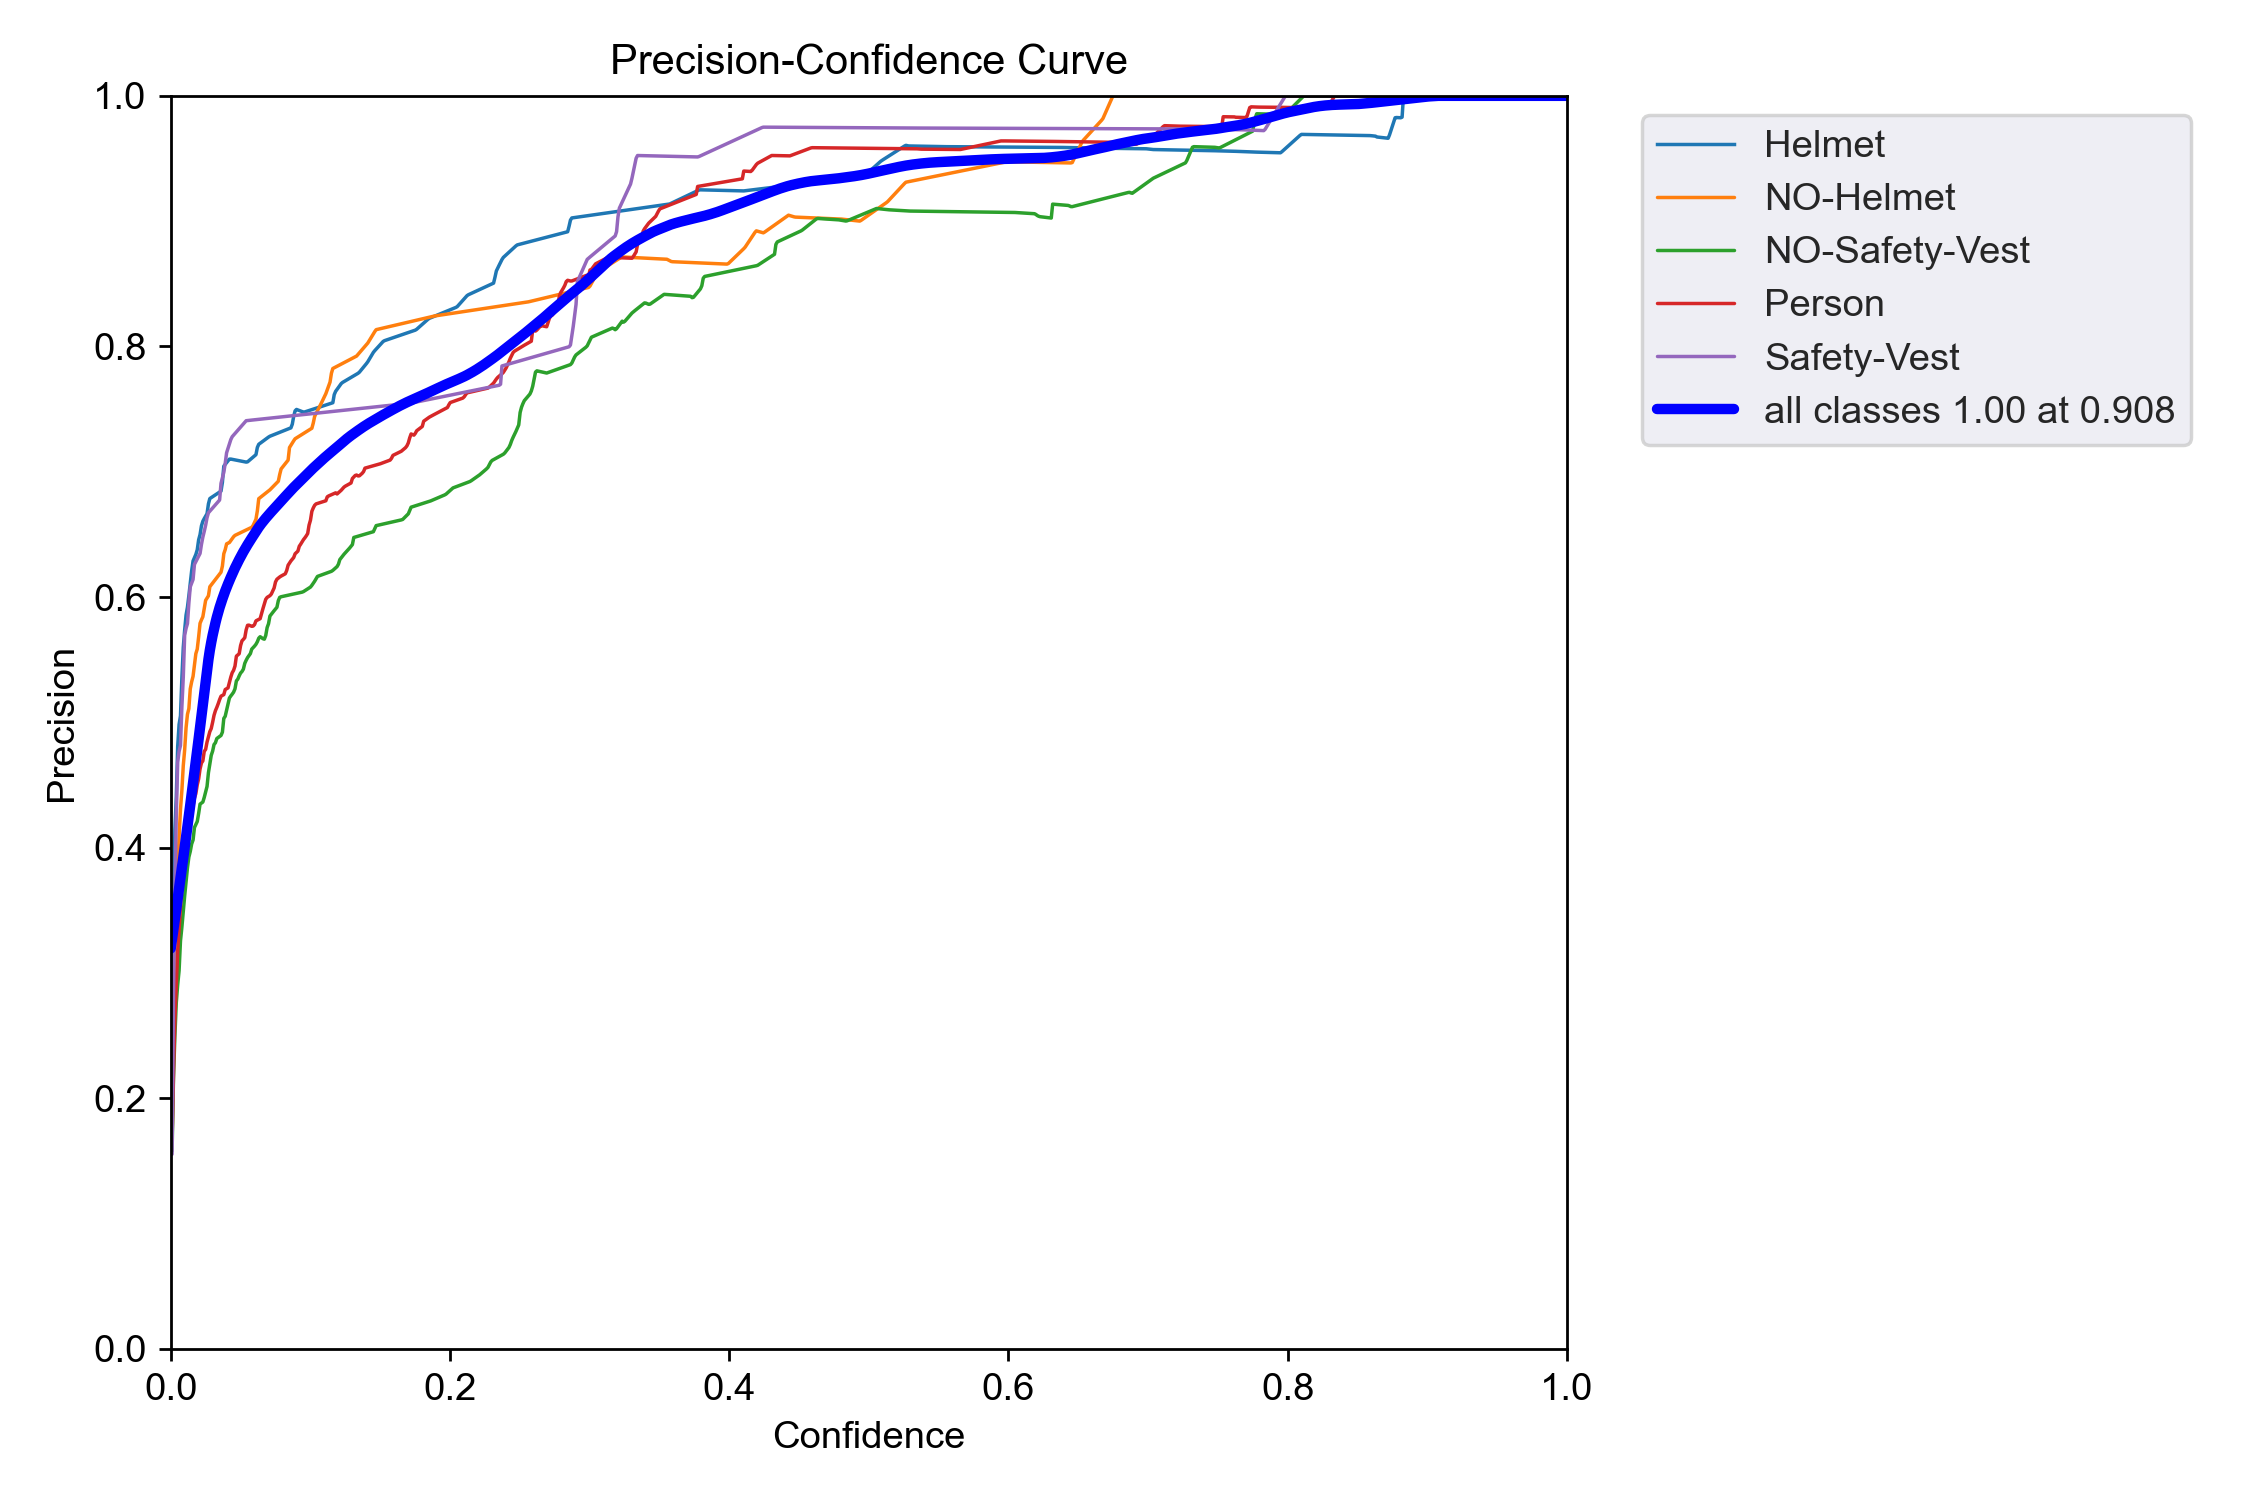 Precision-Confidence Curve
1.0
0.8
0.6
0.4
0.2
0.0
Precision
0.0 0.2 0.4 0.6 0.8 1.0
Confidence
Helmet
NO-Helmet
NO-Safety-Vest
Person
Safety-Vest
all classes 1.00 at 0.908